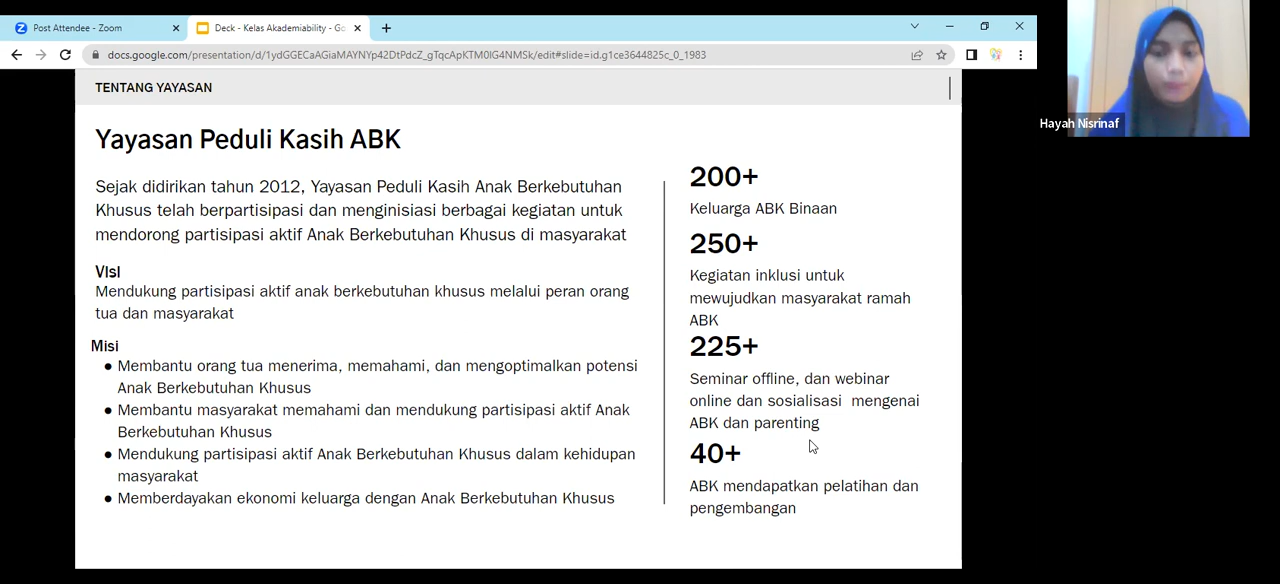 Post Attendee - Zoom
Deck - Kelas Akademiability - Go
docs.google.com/presentation/d/1ydGGECaAGiaMAYNYp42DtPdcZ_gTqcApKTM0lG4NMSk/edit#slide=id.g1ce3644825c_0_1983
Hayah Nisrinaf
TENTANG YAYASAN
Yayasan Peduli Kasih ABK
Sejak didirikan tahun 2012, Yayasan Peduli Kasih Anak Berkebutuhan
Khusus telah berpartisipasi dan menginisiasi berbagai kegiatan untuk
mendorong partisipasi aktif Anak Berkebutuhan Khusus di masyarakat
VIsI
Mendukung partisipasi aktif anak berkebutuhan khusus melalui peran orang
tua dan masyarakat
Misi
● Membantu orang tua menerima, memahami, dan mengoptimalkan potensi
Anak Berkebutuhan Khusus
● Membantu masyarakat memahami dan mendukung partisipasi aktif Anak
Berkebutuhan Khusus
● Mendukung partisipasi aktif Anak Berkebutuhan Khusus dalam kehidupan
masyarakat
● Memberdayakan ekonomi keluarga dengan Anak Berkebutuhan Khusus
200+
Keluarga ABK Binaan
250+
Kegiatan inklusi untuk
mewujudkan masyarakat ramah
ABK
225+
Seminar offline, dan webinar
online dan sosialisasi mengenai
ABK dan parenting
40+
ABK mendapatkan pelatihan dan
pengembangan